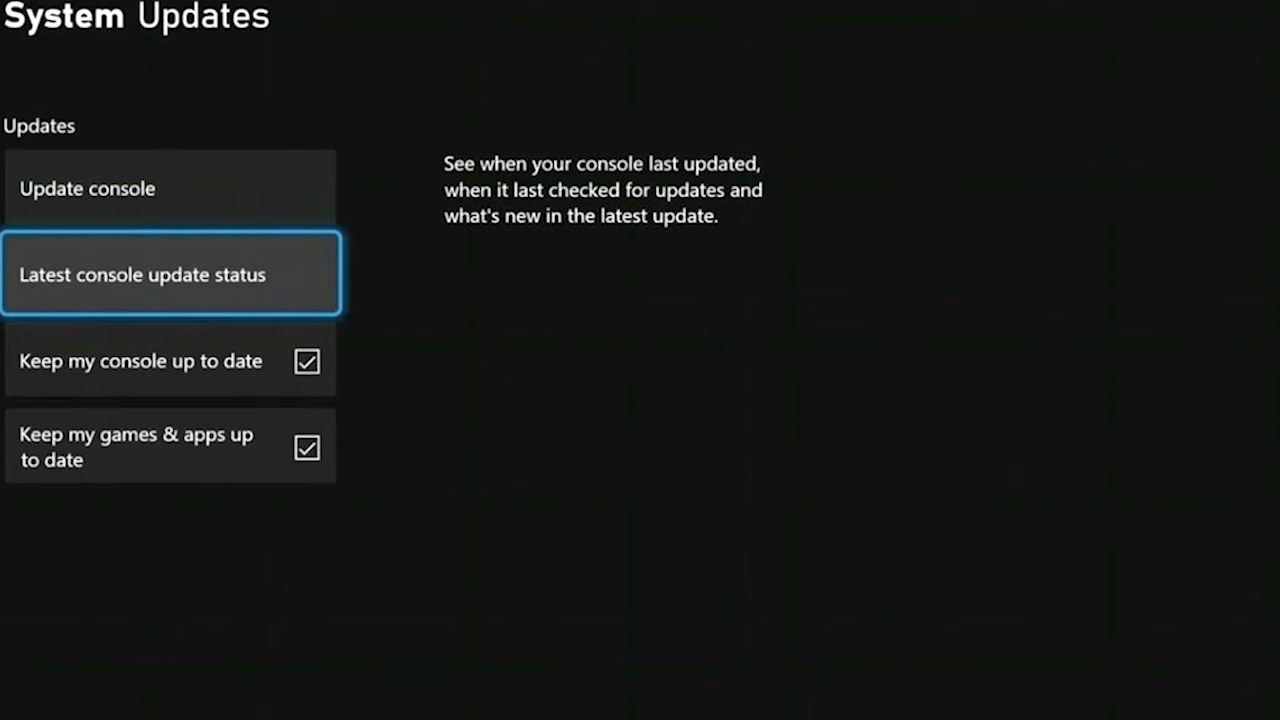 System Updates
Updates
Update console
Latest console update status
Keep my console up to date
Keep my games & apps up
to date
See when your console last updated,
when it last checked for updates and
what's new in the latest update.